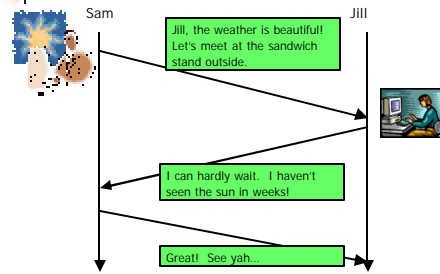 Sam
Jill
Jill, the weather is beautiful!
Let's meet at the sandwich
stand outside.
I can hardly wait. I haven't
seen the sun in weeks!
Great! See yah...